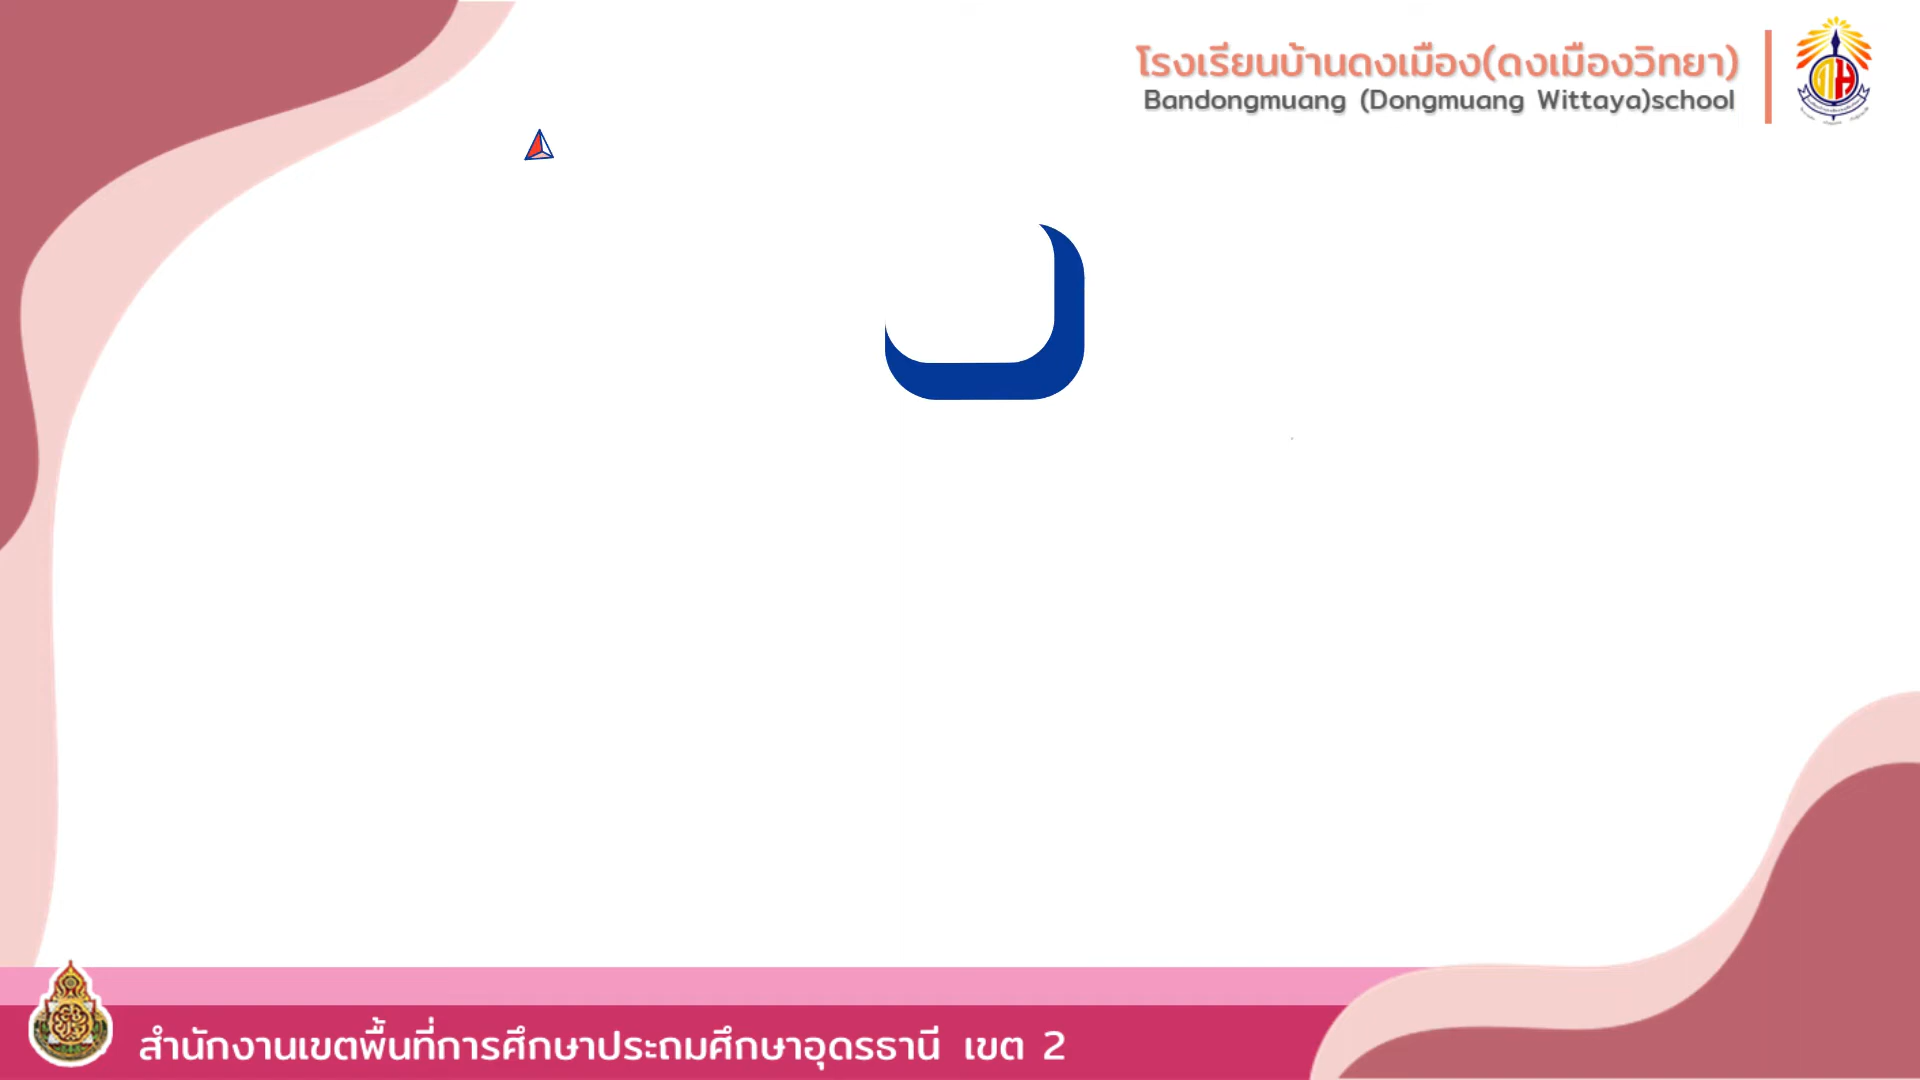 โรงเรียนบ้านดงเมือง(ดงเมืองวิทยา)
Bandongmuang (Dongmuang Wittaya)school
สำนักงานเขตพื้นที่การศึกษาประถมศึกษาอุดรธานี เขต 2